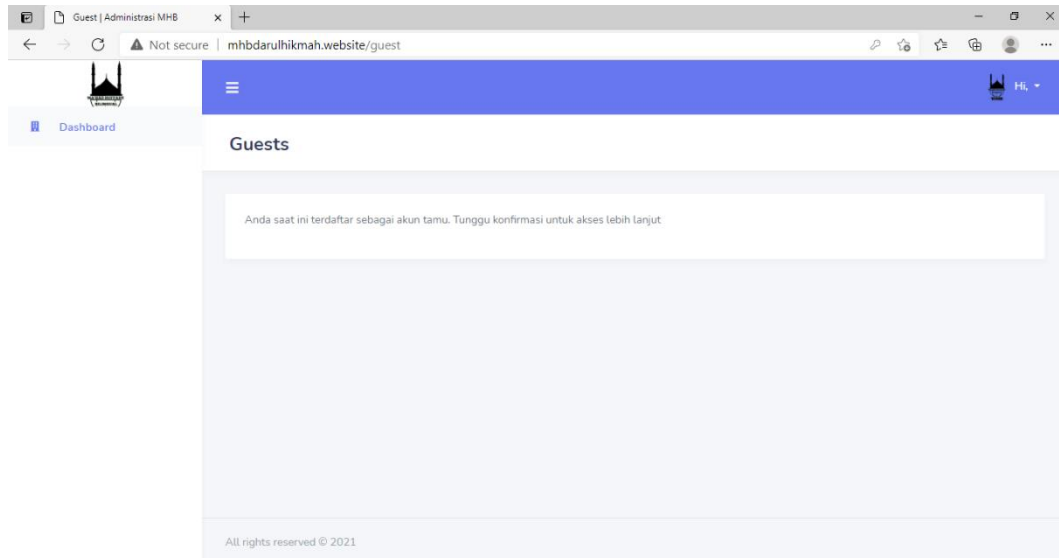 Guest | Administrasi MHB
Not secure | mhbdarulhikmah.website/guest
Hi,
Dashboard
Guests
Anda saat ini terdaftar sebagai akun tamu. Tunggu konfirmasi untuk akses lebih lanjut
All rights reserved © 2021